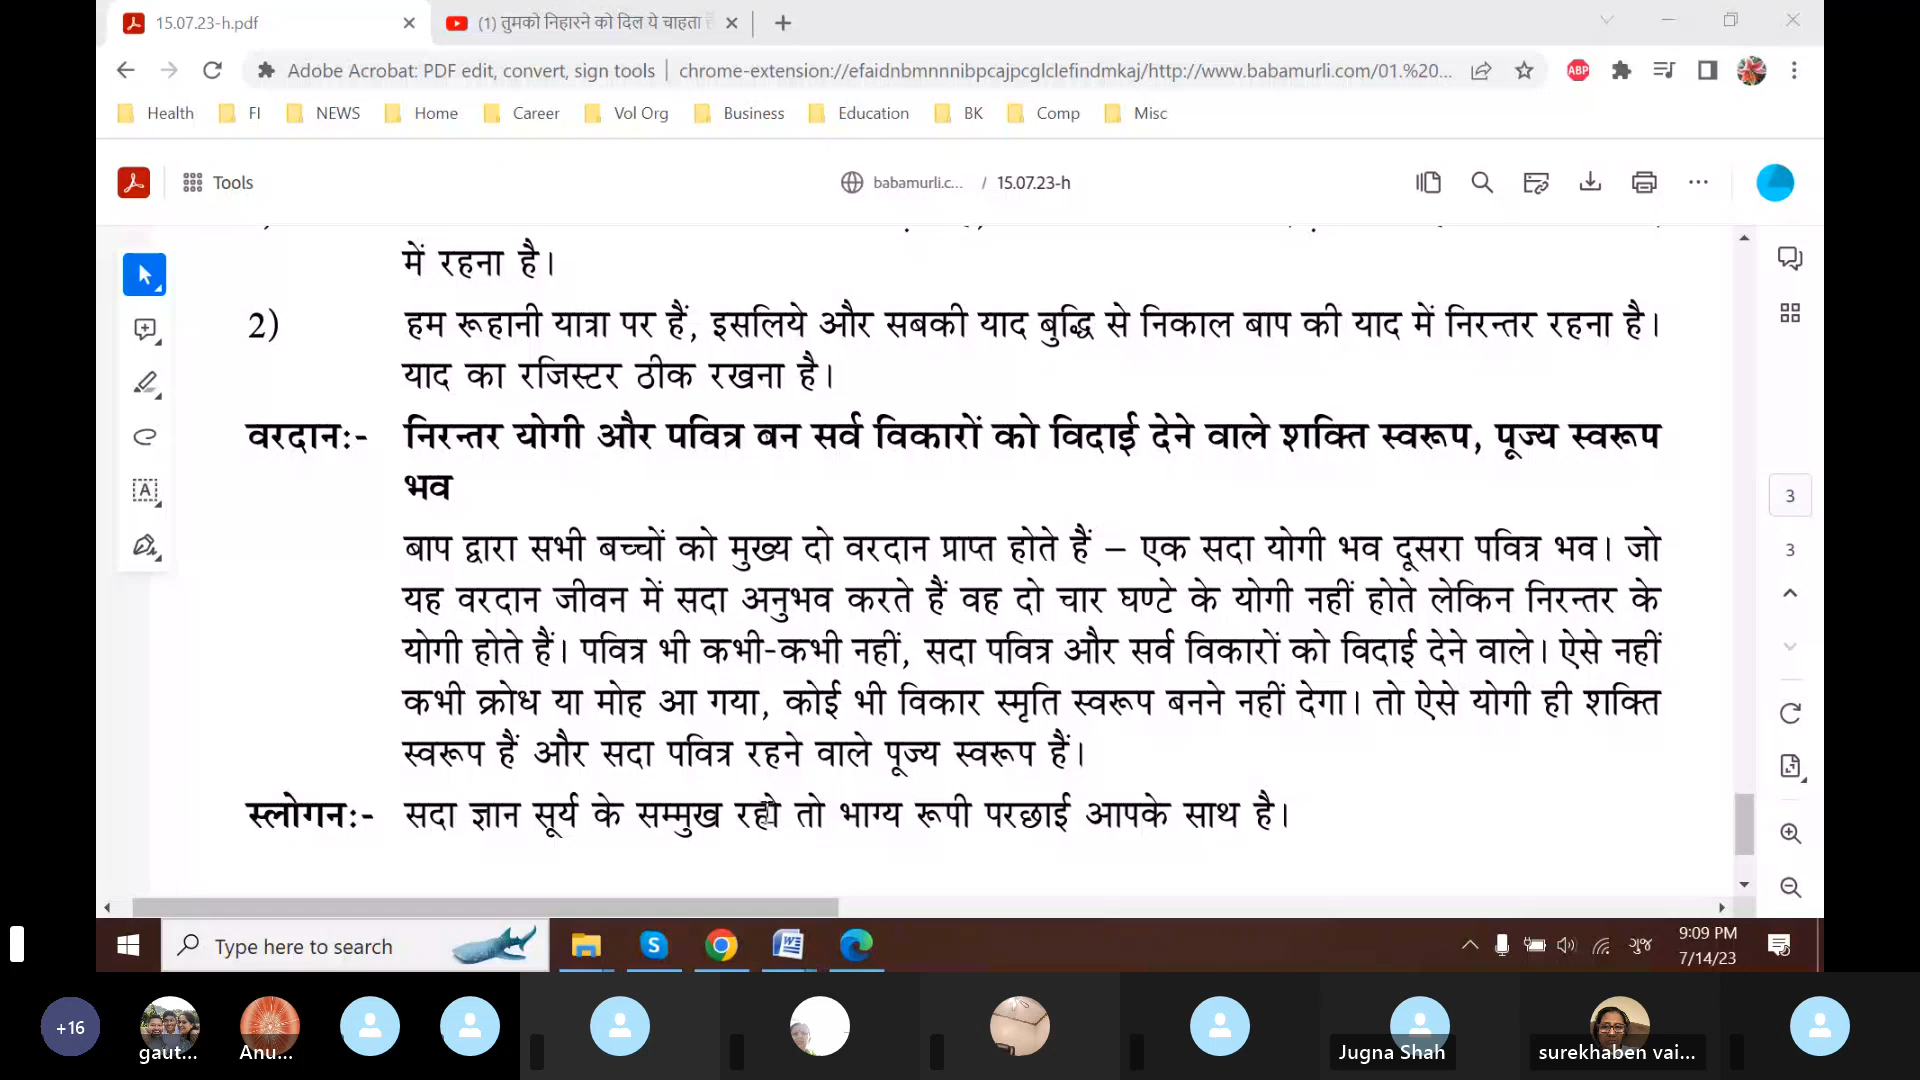 15.07.23-h.pdf
(1) तुमको निहारने को दिल ये चाहता
Adobe Acrobat: PDF edit, convert, sign tools
chrome-extension://efaidnbmnnnibpcajpcglclefindmkaj/http://www.babamurli.com/01.%20...
ABP
Health
FI
NEWS
Home
Career
Vol Org
Business
Education
BK
Comp
Misc
Tools
babamurli.c... / 15.07.23-h
में रहना है।
2) हम रूहानी यात्रा पर हैं, इसलिये और सबकी याद बुद्धि से निकाल बाप की याद में निरन्तर रहना है।
याद का रजिस्टर ठीक रखना है।
वरदान:- निरन्तर योगी और पवित्र बन सर्व विकारों को विदाई देने वाले शक्ति स्वरूप, पूज्य स्वरूप
भव
बाप द्वारा सभी बच्चों को मुख्य दो वरदान प्राप्त होते हैं – एक सदा योगी भव दूसरा पवित्र भव। जो
यह वरदान जीवन में सदा अनुभव करते हैं वह दो चार घण्टे के योगी नहीं होते लेकिन निरन्तर के
योगी होते हैं। पवित्र भी कभी-कभी नहीं, सदा पवित्र और सर्व विकारों को विदाई देने वाले। ऐसे नहीं
कभी क्रोध या मोह आ गया, कोई भी विकार स्मृति स्वरूप बनने नहीं देगा। तो ऐसे योगी ही शक्ति
स्वरूप हैं और सदा पवित्र रहने वाले पूज्य स्वरूप हैं।
स्लोगन:- सदा ज्ञान सूर्य के सम्मुख रहो तो भाग्य रूपी परछाई आपके साथ है।
3
3
Type here to search
ગુજ
9:09 PM
7/14/23
+16
gaut...
Anu...
Jugna Shah
surekhaben vai...